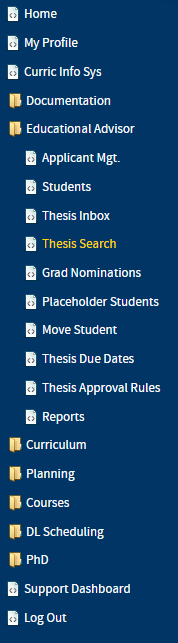 Home
My Profile
Curric Info Sys
Documentation
Educational Advisor
Applicant Mgt.
Students
Thesis Inbox
Thesis Search
Grad Nominations
Placeholder Students
Move Student
Thesis Due Dates
Thesis Approval Rules
Reports
Curriculum
Planning
Courses
DL Scheduling
PhD
Support Dashboard
Log Out